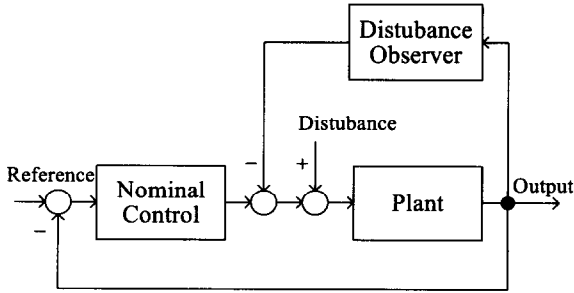 Distubance
Observer
Distubance
−
+
Reference
Nominal
Control
Plant
Output
−